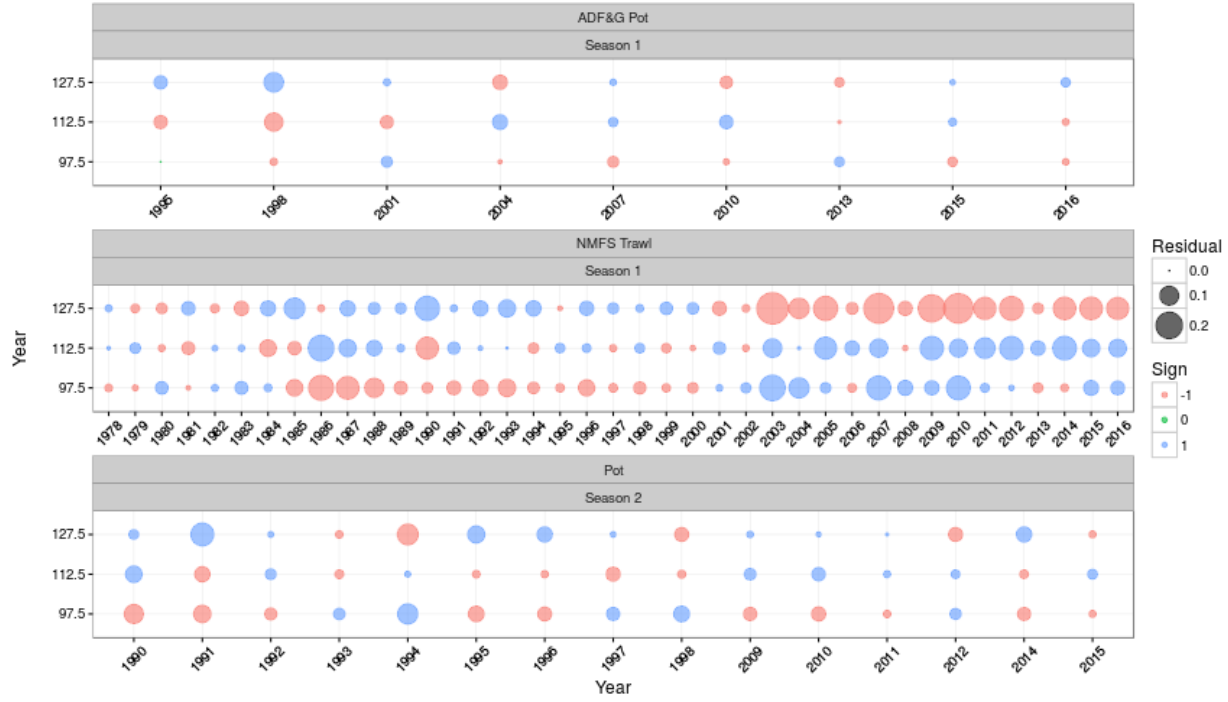 ADF&G Pot
Season 1
127.5
112.5
97.5
1995 1998 2001 2004 2007 2010 2013 2015 2016
NMFS Trawl
Season 1
127.5
112.5
97.5
1978 1979 1980 1981 1982 1983 1984 1985 1986 1987 1988 1989 1990 1991 1992 1993 1994 1995 1996 1997 1998 1999 2000 2001 2002 2003 2004 2005 2006 2007 2008 2009 2010 2011 2012 2013 2014 2015 2016
Pot
Season 2
127.5
112.5
97.5
1990 1991 1992 1993 1994 1995 1996 1997 1998 2009 2010 2011 2012 2014 2015
Year
Year
Residual
0.0
0.1
0.2
Sign
-1
0
1